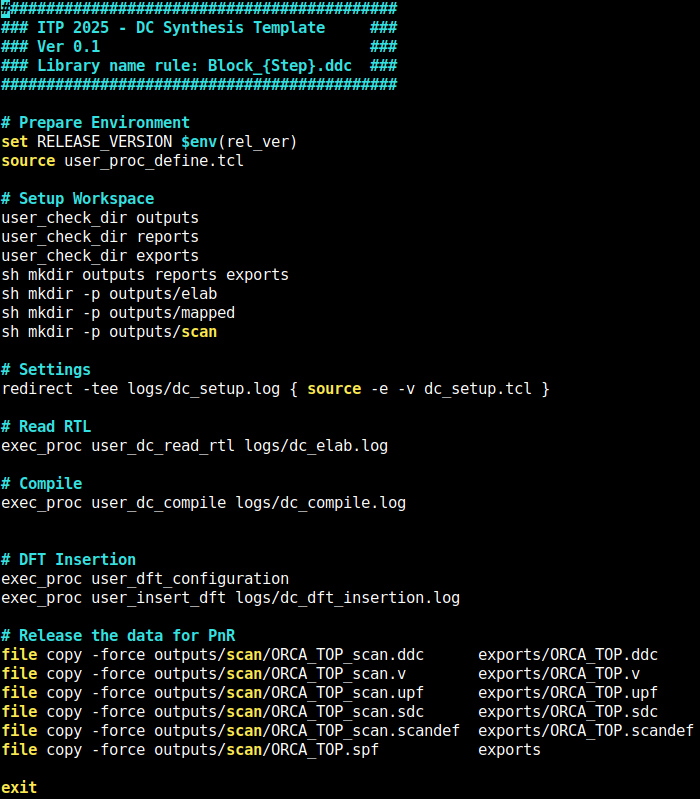 ############################################
### ITP 2025 - DC Synthesis Template     ###
### Ver 0.1                              ###
### Library name rule: Block_{Step}.ddc  ###
############################################

# Prepare Environment
set RELEASE_VERSION $env(rel_ver)
source user_proc_define.tcl

# Setup Workspace
user_check_dir outputs
user_check_dir reports
user_check_dir exports
sh mkdir outputs reports exports
sh mkdir -p outputs/elab
sh mkdir -p outputs/mapped
sh mkdir -p outputs/scan

# Settings
redirect -tee logs/dc_setup.log { source -e -v dc_setup.tcl }

# Read RTL
exec_proc user_dc_read_rtl logs/dc_elab.log

# Compile
exec_proc user_dc_compile logs/dc_compile.log


# DFT Insertion
exec_proc user_dft_configuration
exec_proc user_insert_dft logs/dc_dft_insertion.log

# Release the data for PnR
file copy -force outputs/scan/ORCA_TOP_scan.ddc      exports/ORCA_TOP.ddc
file copy -force outputs/scan/ORCA_TOP_scan.v        exports/ORCA_TOP.v
file copy -force outputs/scan/ORCA_TOP_scan.upf      exports/ORCA_TOP.upf
file copy -force outputs/scan/ORCA_TOP_scan.sdc      exports/ORCA_TOP.sdc
file copy -force outputs/scan/ORCA_TOP_scan.scandef  exports/ORCA_TOP.scandef
file copy -force outputs/scan/ORCA_TOP.spf           exports

exit